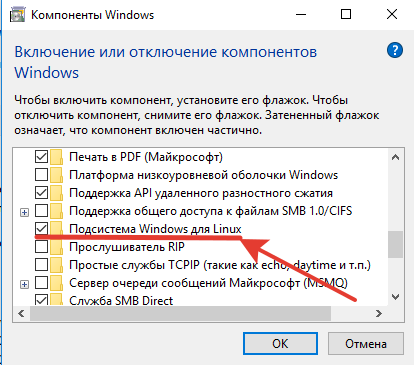 Компоненты Windows
Включение или отключение компонентов
Windows
Чтобы включить компонент, установите его флажок. Чтобы
отключить компонент, снимите его флажок. Затененный флажок
означает, что компонент включен частично.
Печать в PDF (Майкрософт)
Платформа низкоуровневой оболочки Windows
Поддержка API удаленного разностного сжатия
Поддержка общего доступа к файлам SMB 1.0/CIFS
Подсистема Windows для Linux
Прослушиватель RIP
Простые службы TCPIP (такие как echo, daytime и т.п.)
Сервер очереди сообщений Майкрософт (MSMQ)
Служба SMB Direct
OK
Отмена